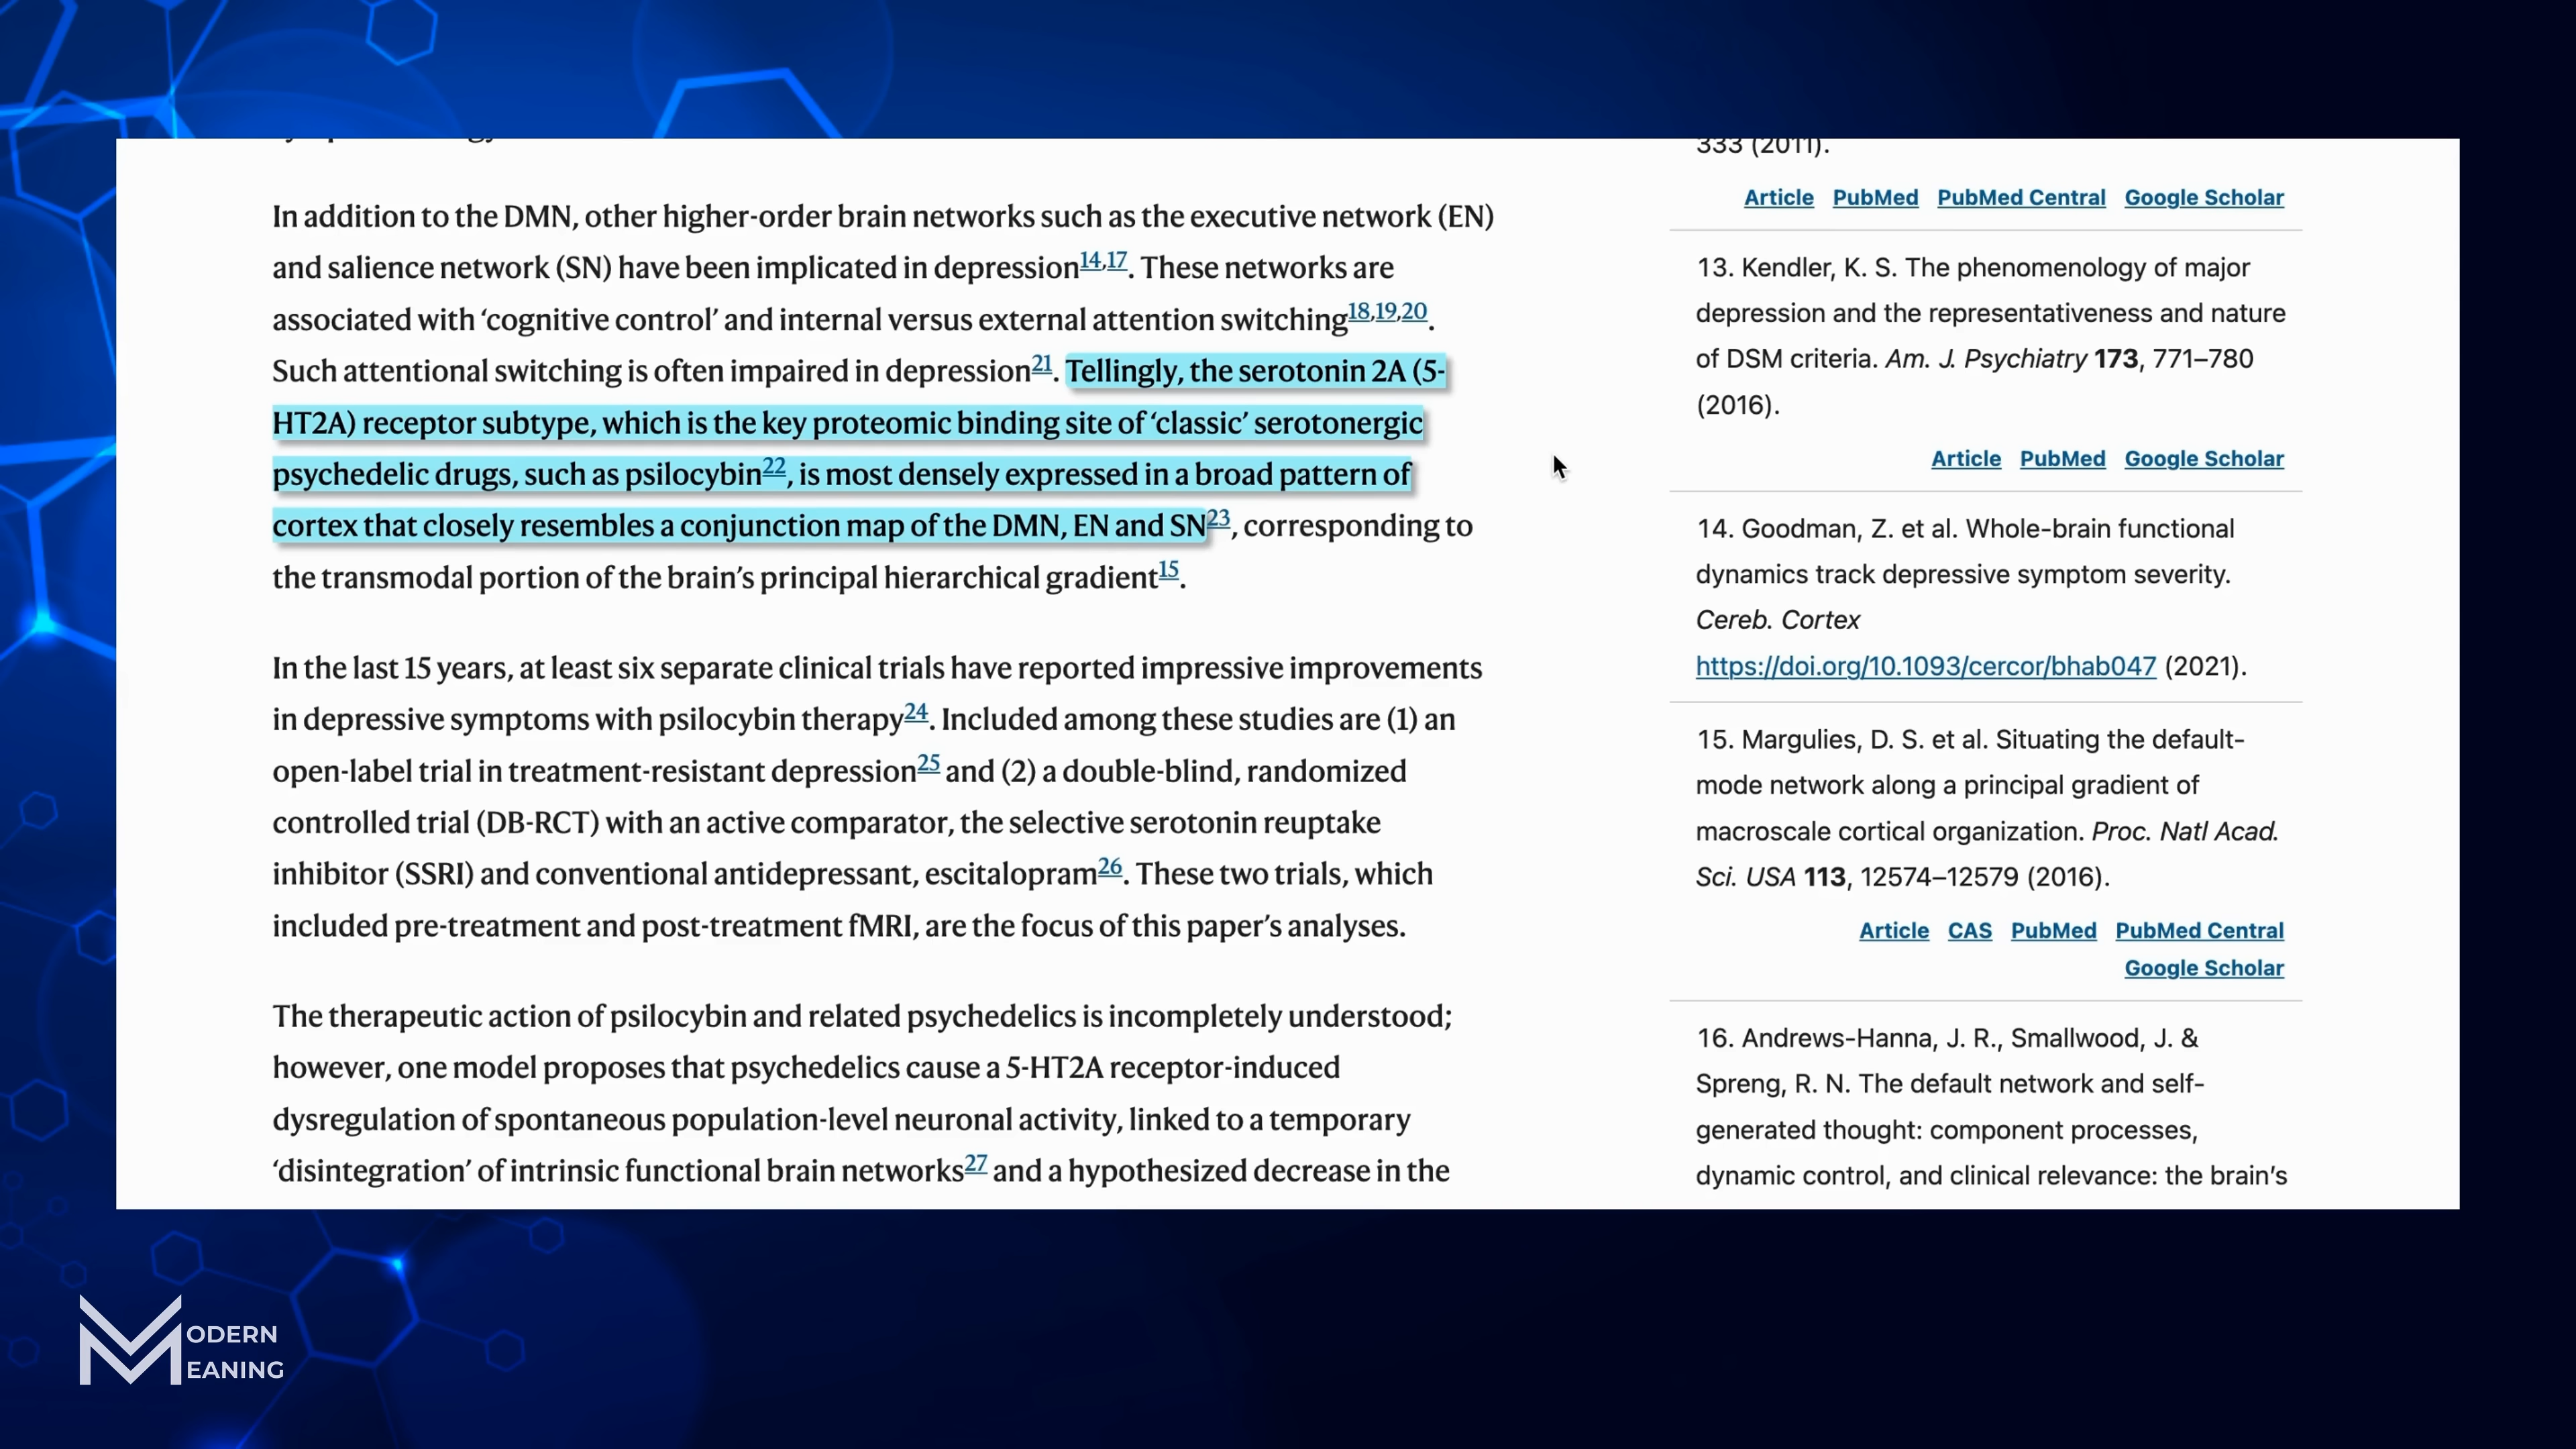 In addition to the DMN, other higher-order brain networks such as the executive network (EN)
and salience network (SN) have been implicated in depression14,17. These networks are
associated with ‘cognitive control’ and internal versus external attention switching18,19,20.
Such attentional switching is often impaired in depression21. Tellingly, the serotonin 2A (5-
HT2A) receptor subtype, which is the key proteomic binding site of ‘classic’ serotonergic
psychedelic drugs, such as psilocybin22, is most densely expressed in a broad pattern of
cortex that closely resembles a conjunction map of the DMN, EN and SN23, corresponding to
the transmodal portion of the brain’s principal hierarchical gradient15.
In the last 15 years, at least six separate clinical trials have reported impressive improvements
in depressive symptoms with psilocybin therapy24. Included among these studies are (1) an
open-label trial in treatment-resistant depression25 and (2) a double-blind, randomized
controlled trial (DB-RCT) with an active comparator, the selective serotonin reuptake
inhibitor (SSRI) and conventional antidepressant, escitalopram26. These two trials, which
included pre-treatment and post-treatment fMRI, are the focus of this paper’s analyses.
The therapeutic action of psilocybin and related psychedelics is incompletely understood;
however, one model proposes that psychedelics cause a 5-HT2A receptor-induced
dysregulation of spontaneous population-level neuronal activity, linked to a temporary
‘disintegration’ of intrinsic functional brain networks27 and a hypothesized decrease in the
333 (2011).
Article PubMed PubMed Central Google Scholar
13. Kendler, K. S. The phenomenology of major
depression and the representativeness and nature
of DSM criteria. Am. J. Psychiatry 173, 771–780
(2016).
Article PubMed Google Scholar
14. Goodman, Z. et al. Whole-brain functional
dynamics track depressive symptom severity.
Cereb. Cortex
https://doi.org/10.1093/cercor/bhab047 (2021).
15. Margulies, D. S. et al. Situating the default-
mode network along a principal gradient of
macroscale cortical organization. Proc. Natl Acad.
Sci. USA 113, 12574–12579 (2016).
Article CAS PubMed PubMed Central
Google Scholar
16. Andrews-Hanna, J. R., Smallwood, J. &
Spreng, R. N. The default network and self-
generated thought: component processes,
dynamic control, and clinical relevance: the brain’s
MODERN
MEANING